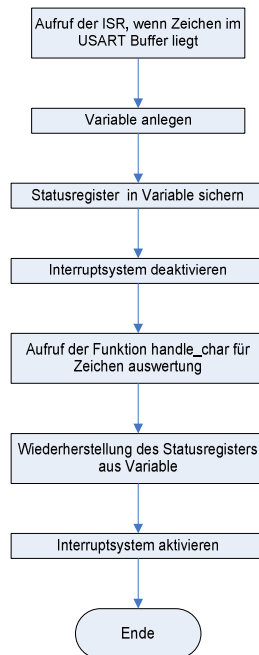 Aufruf der ISR, wenn Zeichen im
USART Buffer liegt
Variable anlegen
Statusregister in Variable sichern
Interruptsystem deaktivieren
Aufruf der Funktion handle_char für
Zeichen auswertung
Wiederherstellung des Statusregisters
aus Variable
Interruptsystem aktivieren
Ende